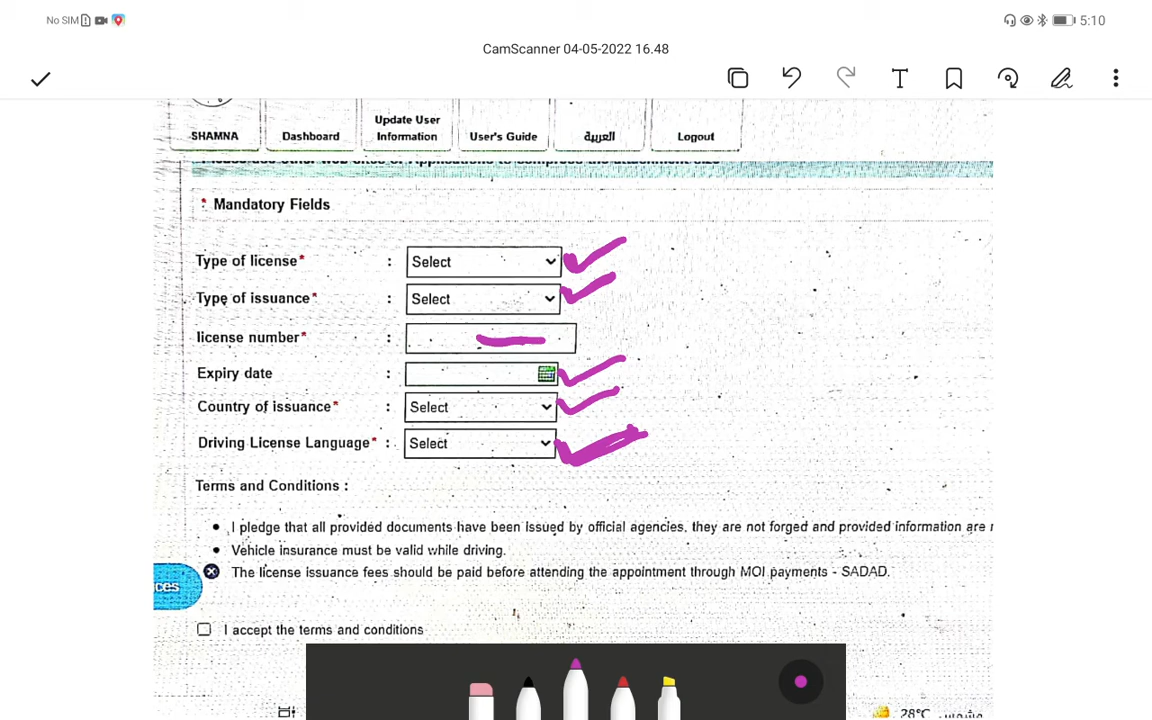 No SIM
5:10
CamScanner 04-05-2022 16.48
T
SHAMNA
Dashboard
Update User Information
User's Guide
العربية
Logout
* Mandatory Fields
Type of license* : Select
Type of issuance* : Select
license number* :
Expiry date :
Country of issuance* : Select
Driving License Language* : Select
Terms and Conditions :
• I pledge that all provided documents have been issued by official agencies, they are not forged and provided information are
• Vehicle insurance must be valid while driving.
The license issuance fees should be paid before attending the appointment through MOI payments - SADAD.
ces
I accept the terms and conditions
28°C